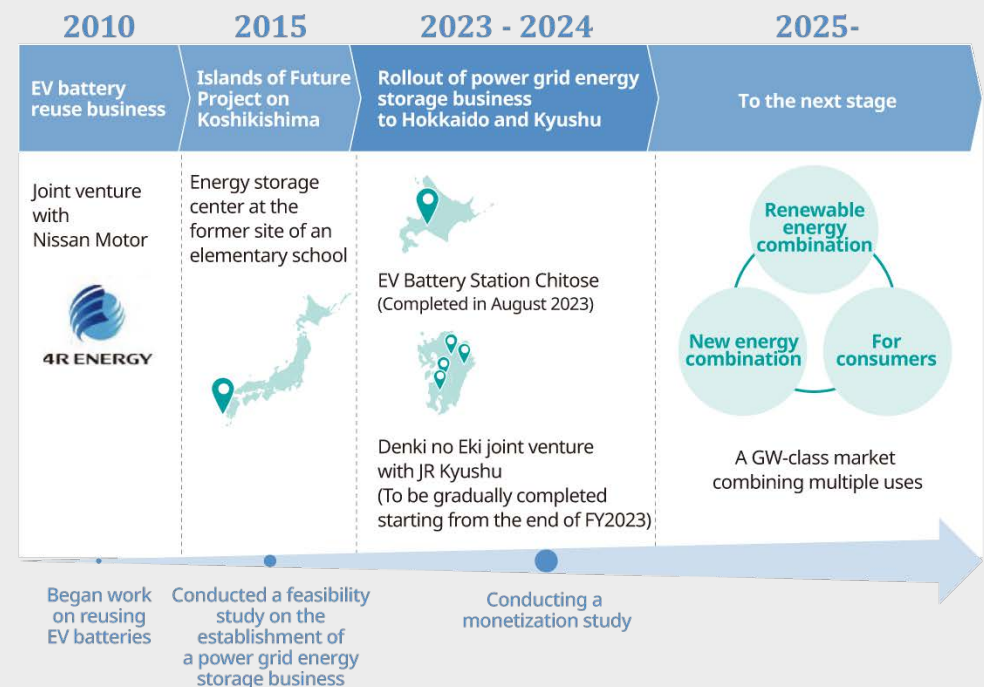 2010
2015
2023 - 2024
2025-
EV battery
reuse business
Islands of Future
Project on
Koshikishima
Rollout of power grid energy
storage business
to Hokkaido and Kyushu
To the next stage
Joint venture
with
Nissan Motor
4R ENERGY
Energy storage
center at the
former site of an
elementary school
EV Battery Station Chitose
(Completed in August 2023)
Denki no Eki joint venture
with JR Kyushu
(To be gradually completed
starting from the end of FY2023)
Renewable
energy
combination
New energy
combination
For
consumers
A GW-class market
combining multiple uses
Began work
on reusing
EV batteries
Conducted a feasibility
study on the
establishment of
a power grid energy
storage business
Conducting a
monetization study